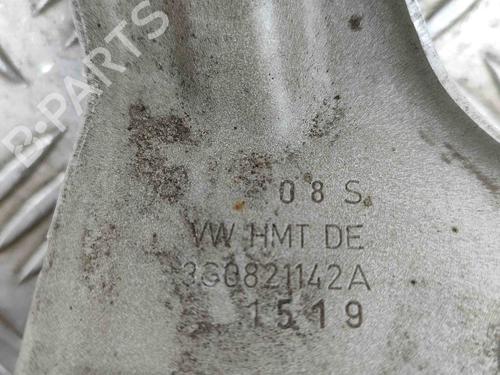 B-PARTS
08 S
VW HMT DE
3G0821142A
1519